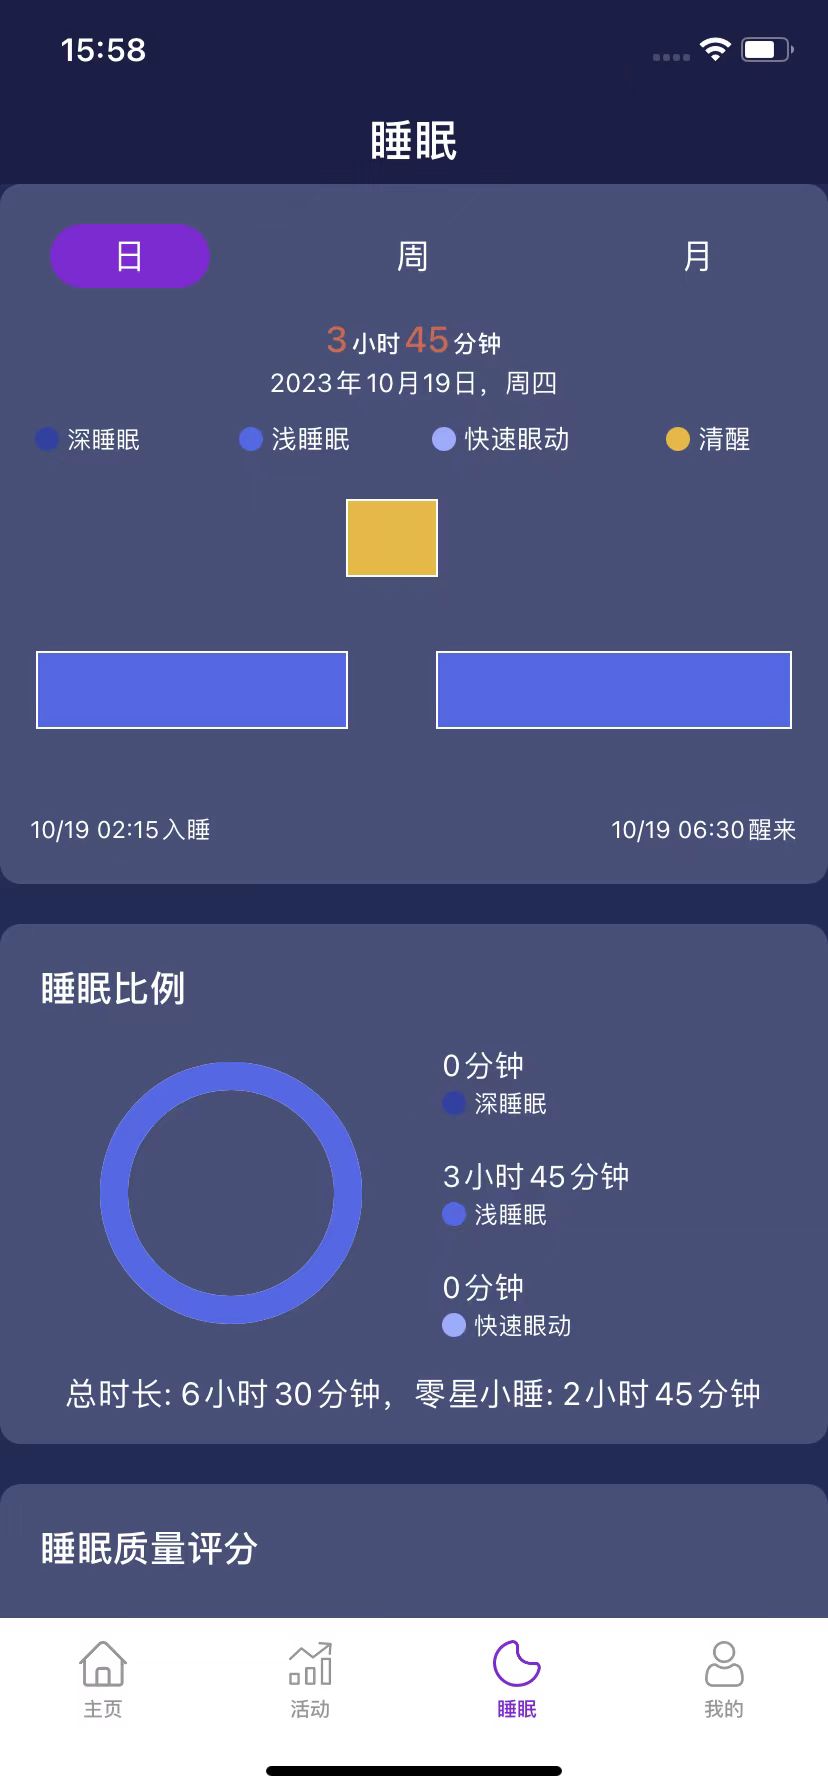 15:58
睡眠
日 周 月
3小时45分钟
2023年10月19日，周四
深睡眠 浅睡眠 快速眼动 清醒
10/19 02:15入睡 10/19 06:30醒来
睡眠比例
0分钟
深睡眠
3小时45分钟
浅睡眠
0分钟
快速眼动
总时长: 6小时30分钟，零星小睡: 2小时45分钟
睡眠质量评分
主页 活动 睡眠 我的